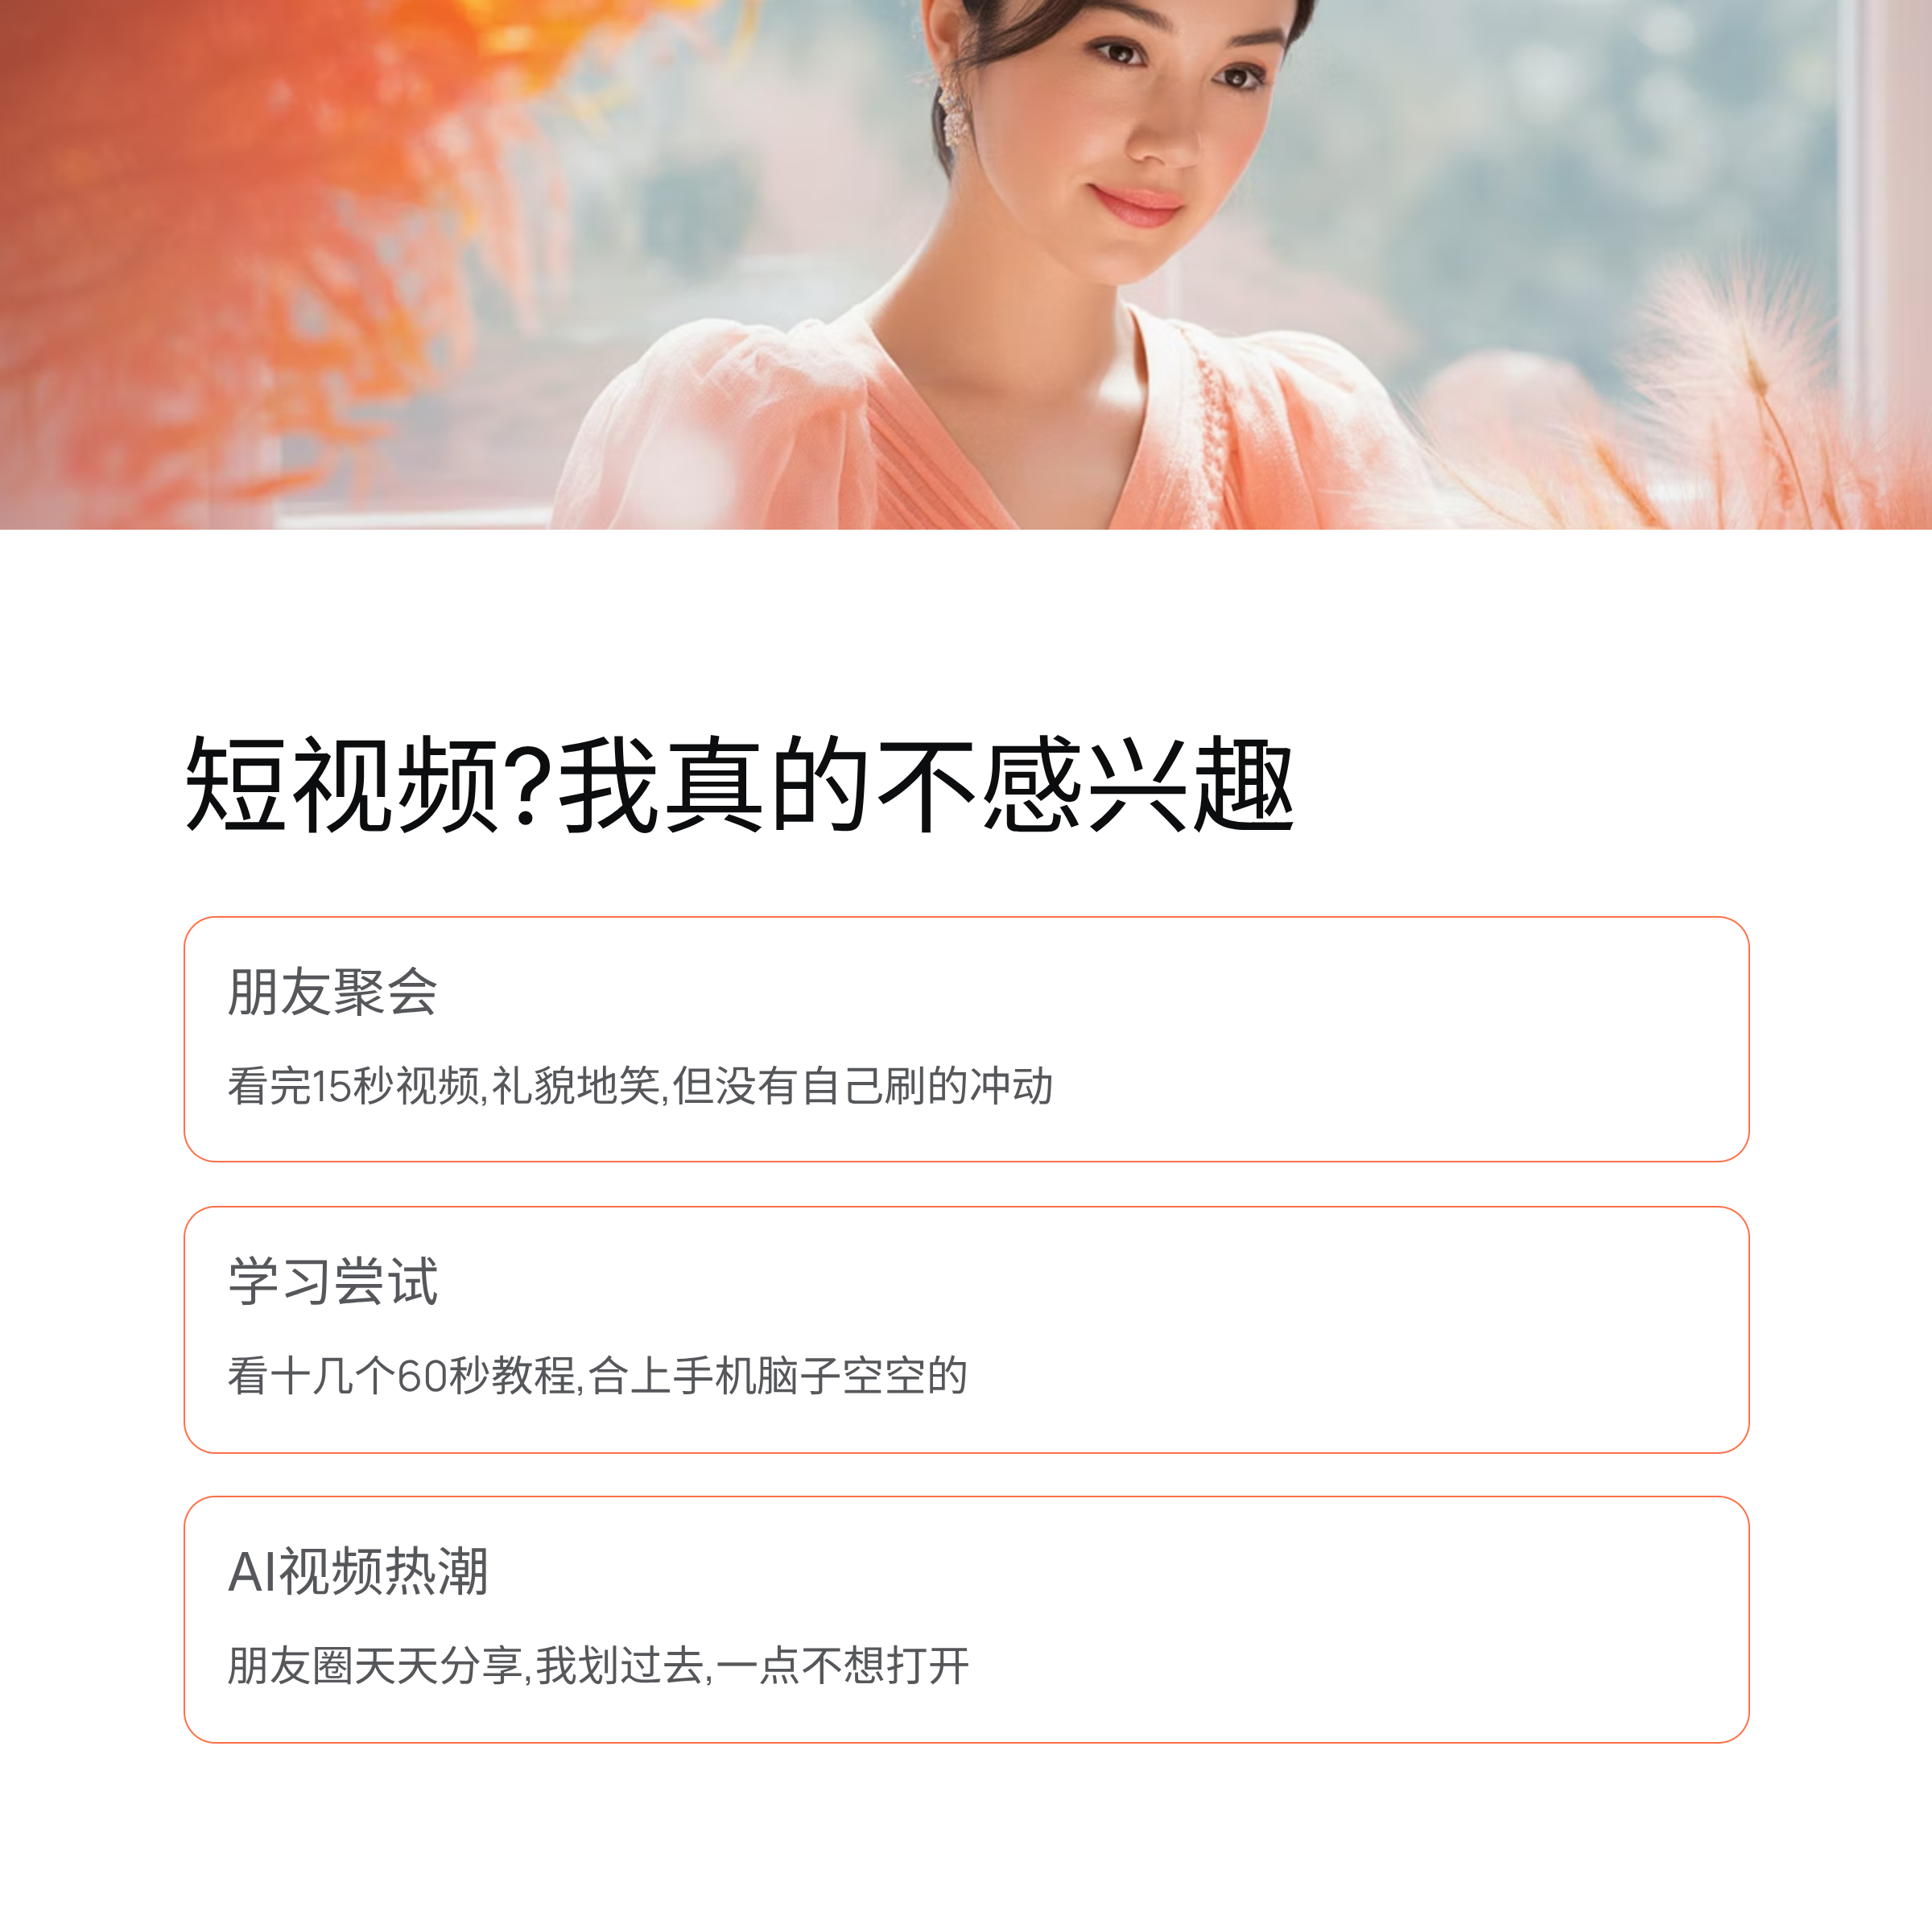 短视频?我真的不感兴趣
朋友聚会
看完15秒视频,礼貌地笑,但没有自己刷的冲动
学习尝试
看十几个60秒教程,合上手机脑子空空的
AI视频热潮
朋友圈天天分享,我划过去,一点不想打开